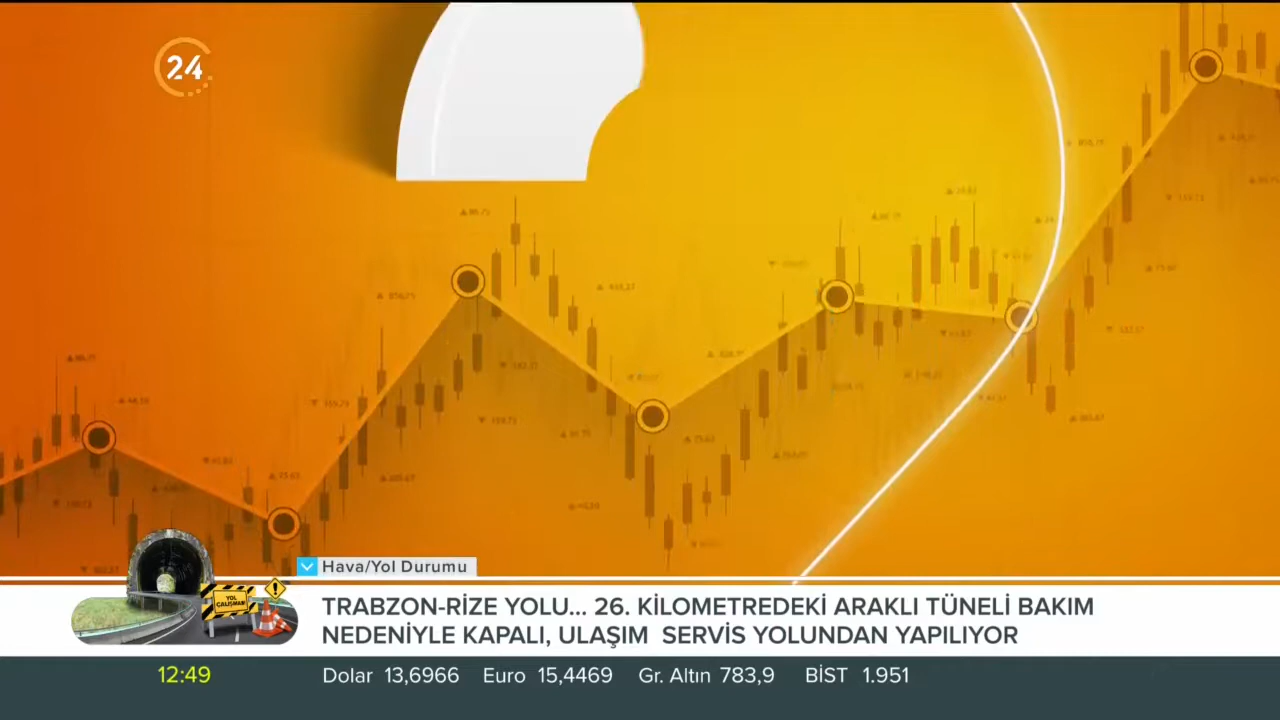 24
Hava/Yol Durumu
YOL
ÇALIŞMASI
TRABZON-RİZE YOLU... 26. KİLOMETREDEKİ ARAKLI TÜNELİ BAKIM
NEDENİYLE KAPALI, ULAŞIM SERVİS YOLUNDAN YAPILIYOR
12:49 Dolar 13,6966 Euro 15,4469 Gr. Altın 783,9 BİST 1.951